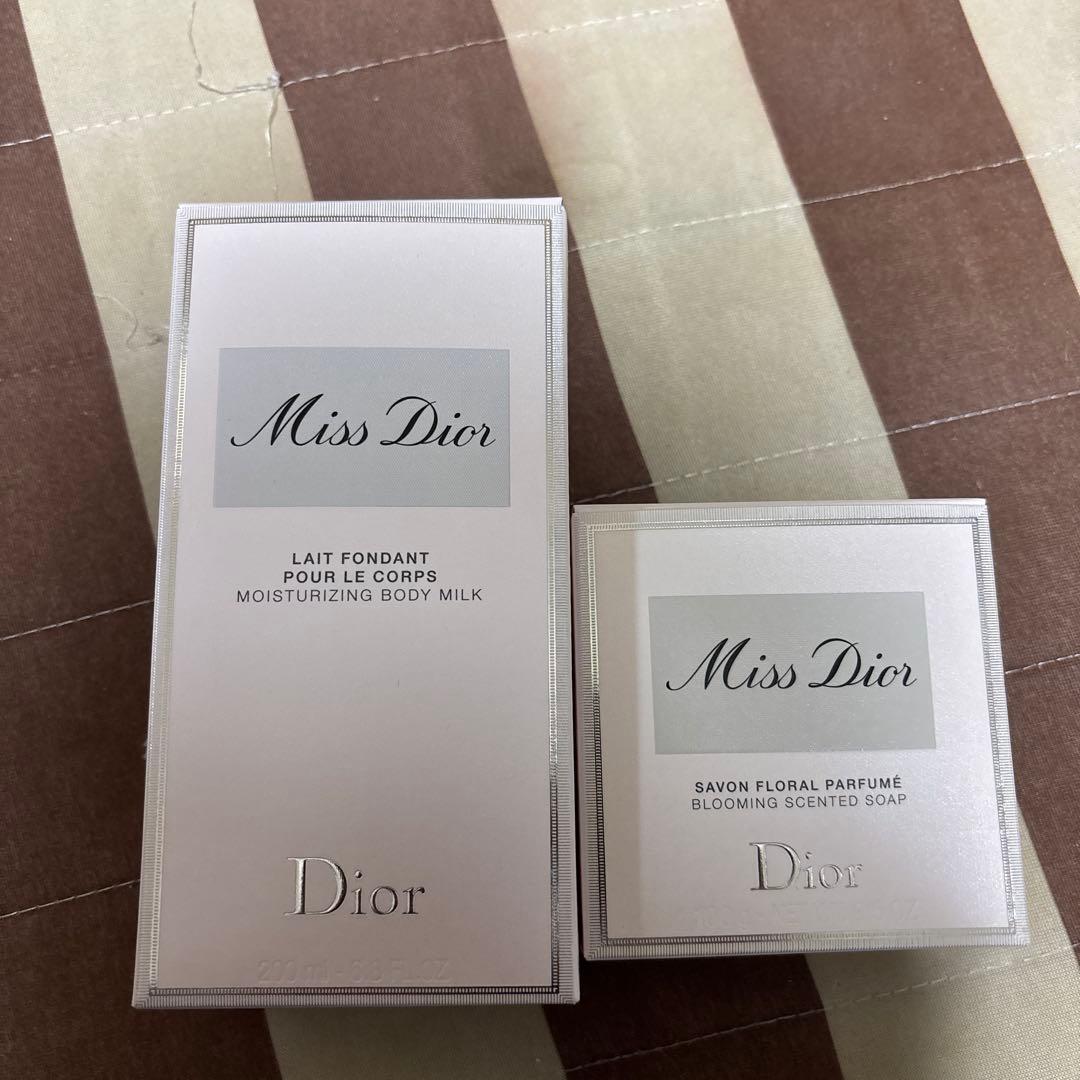 Miss Dior
LAIT FONDANT
POUR LE CORPS
MOISTURIZING BODY MILK
Dior
200 ml - 6.8 FL.OZ
Miss Dior
SAVON FLORAL PARFUMÉ
BLOOMING SCENTED SOAP
Dior